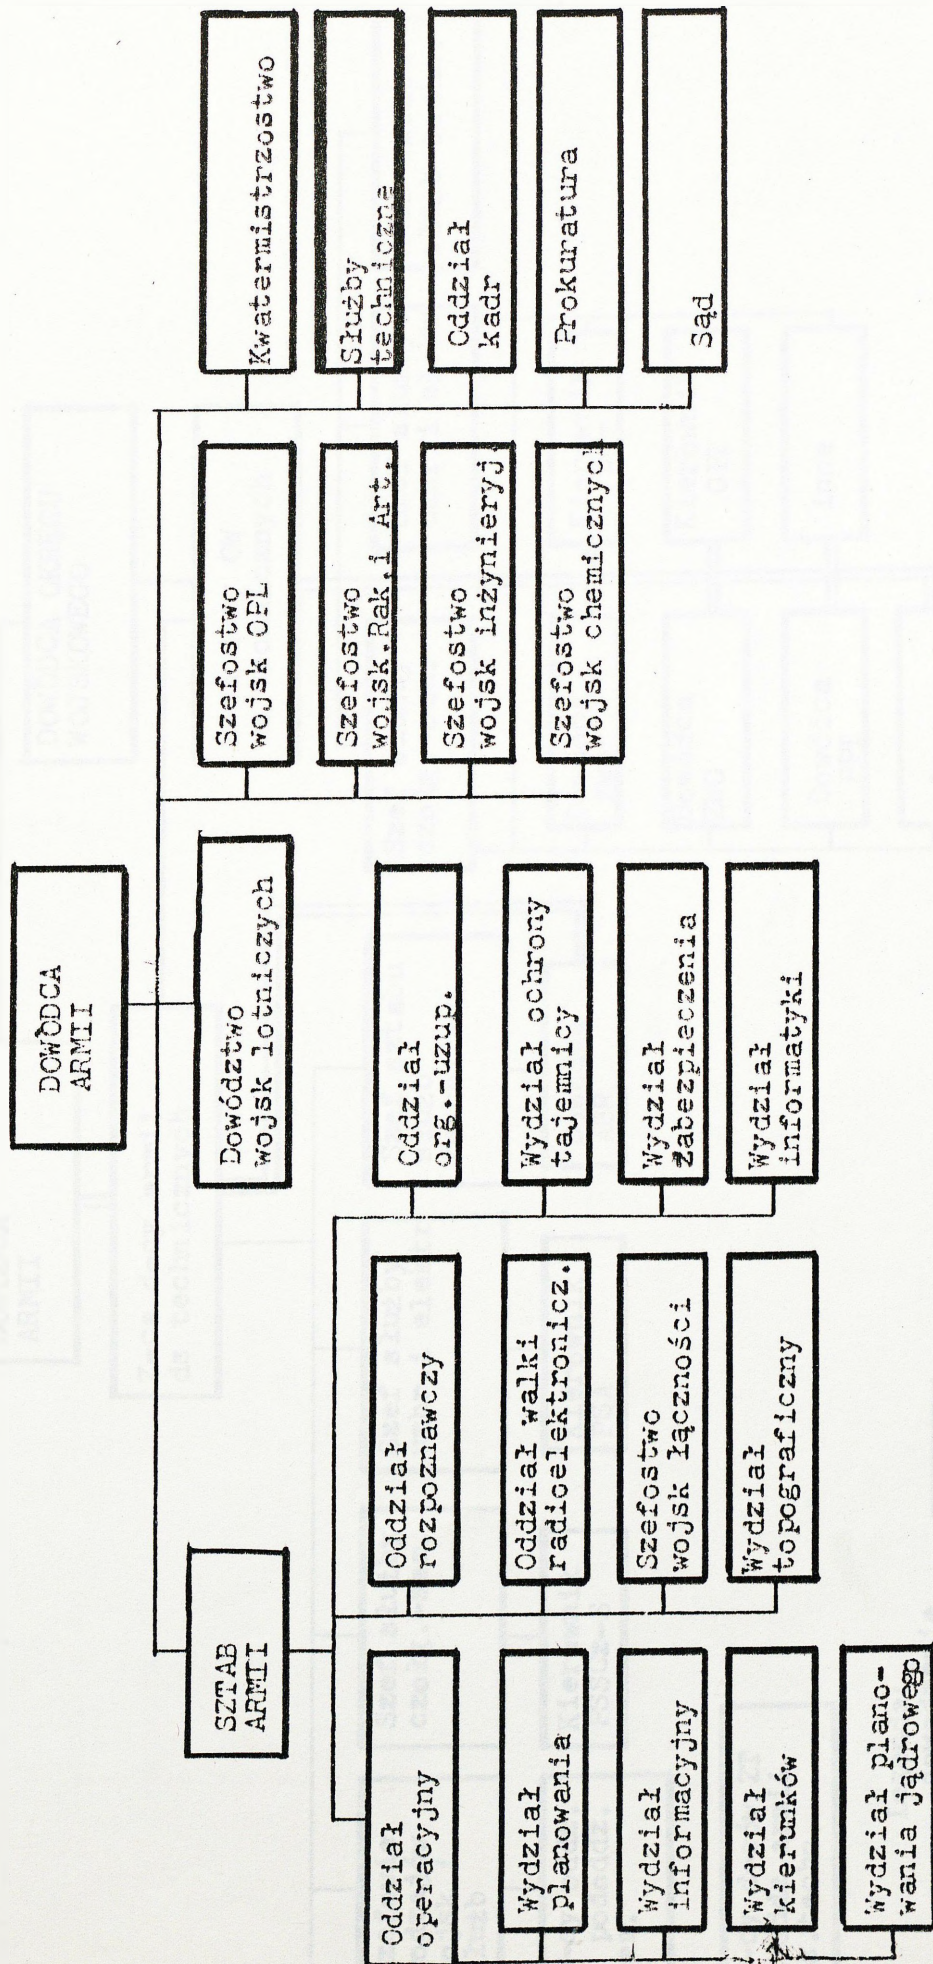 DOWÓDCA
ARMII
SZTAB
ARMII
Dowództwo
wojsk lotniczych
Szefostwo
wojsk OPL
Szefostwo
wojsk.Rak.i Art.
Szefostwo
wojsk inżynieryj.
Szefostwo
wojsk chemicznych
Kwatermistrzostwo
Służby
techniczne
Oddział
kadr
Prokuratura
Sąd
Oddział
operacyjny
Wydział
planowania
Wydział
informacyjny
Wydział
kierunków
Wydział plano-
wania jądrowego
Oddział
rozpoznawczy
Oddział walki
radioelektronicz.
Szefostwo
wojsk łączności
Wydział
topograficzny
Oddział
org.-uzup.
Wydział ochrony
tajemnicy
Wydział
zabezpieczenia
Wydział
informatyki